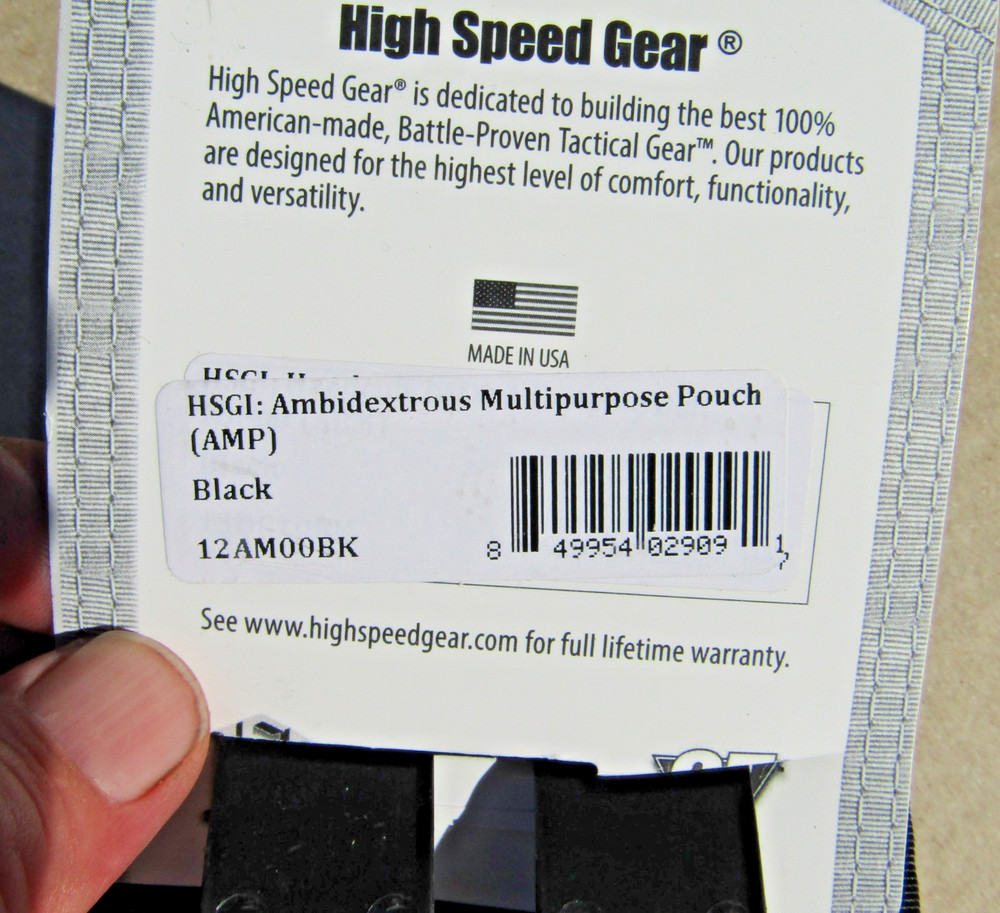 High Speed Gear ®
High Speed Gear® is dedicated to building the best 100%
American-made, Battle-Proven Tactical Gear™. Our products
are designed for the highest level of comfort, functionality,
and versatility.
MADE IN USA
HSGI:
HSGI: Ambidextrous Multipurpose Pouch
(AMP)
Black
12AM00BK
8 49954 02909 1
See www.highspeedgear.com for full lifetime warranty.